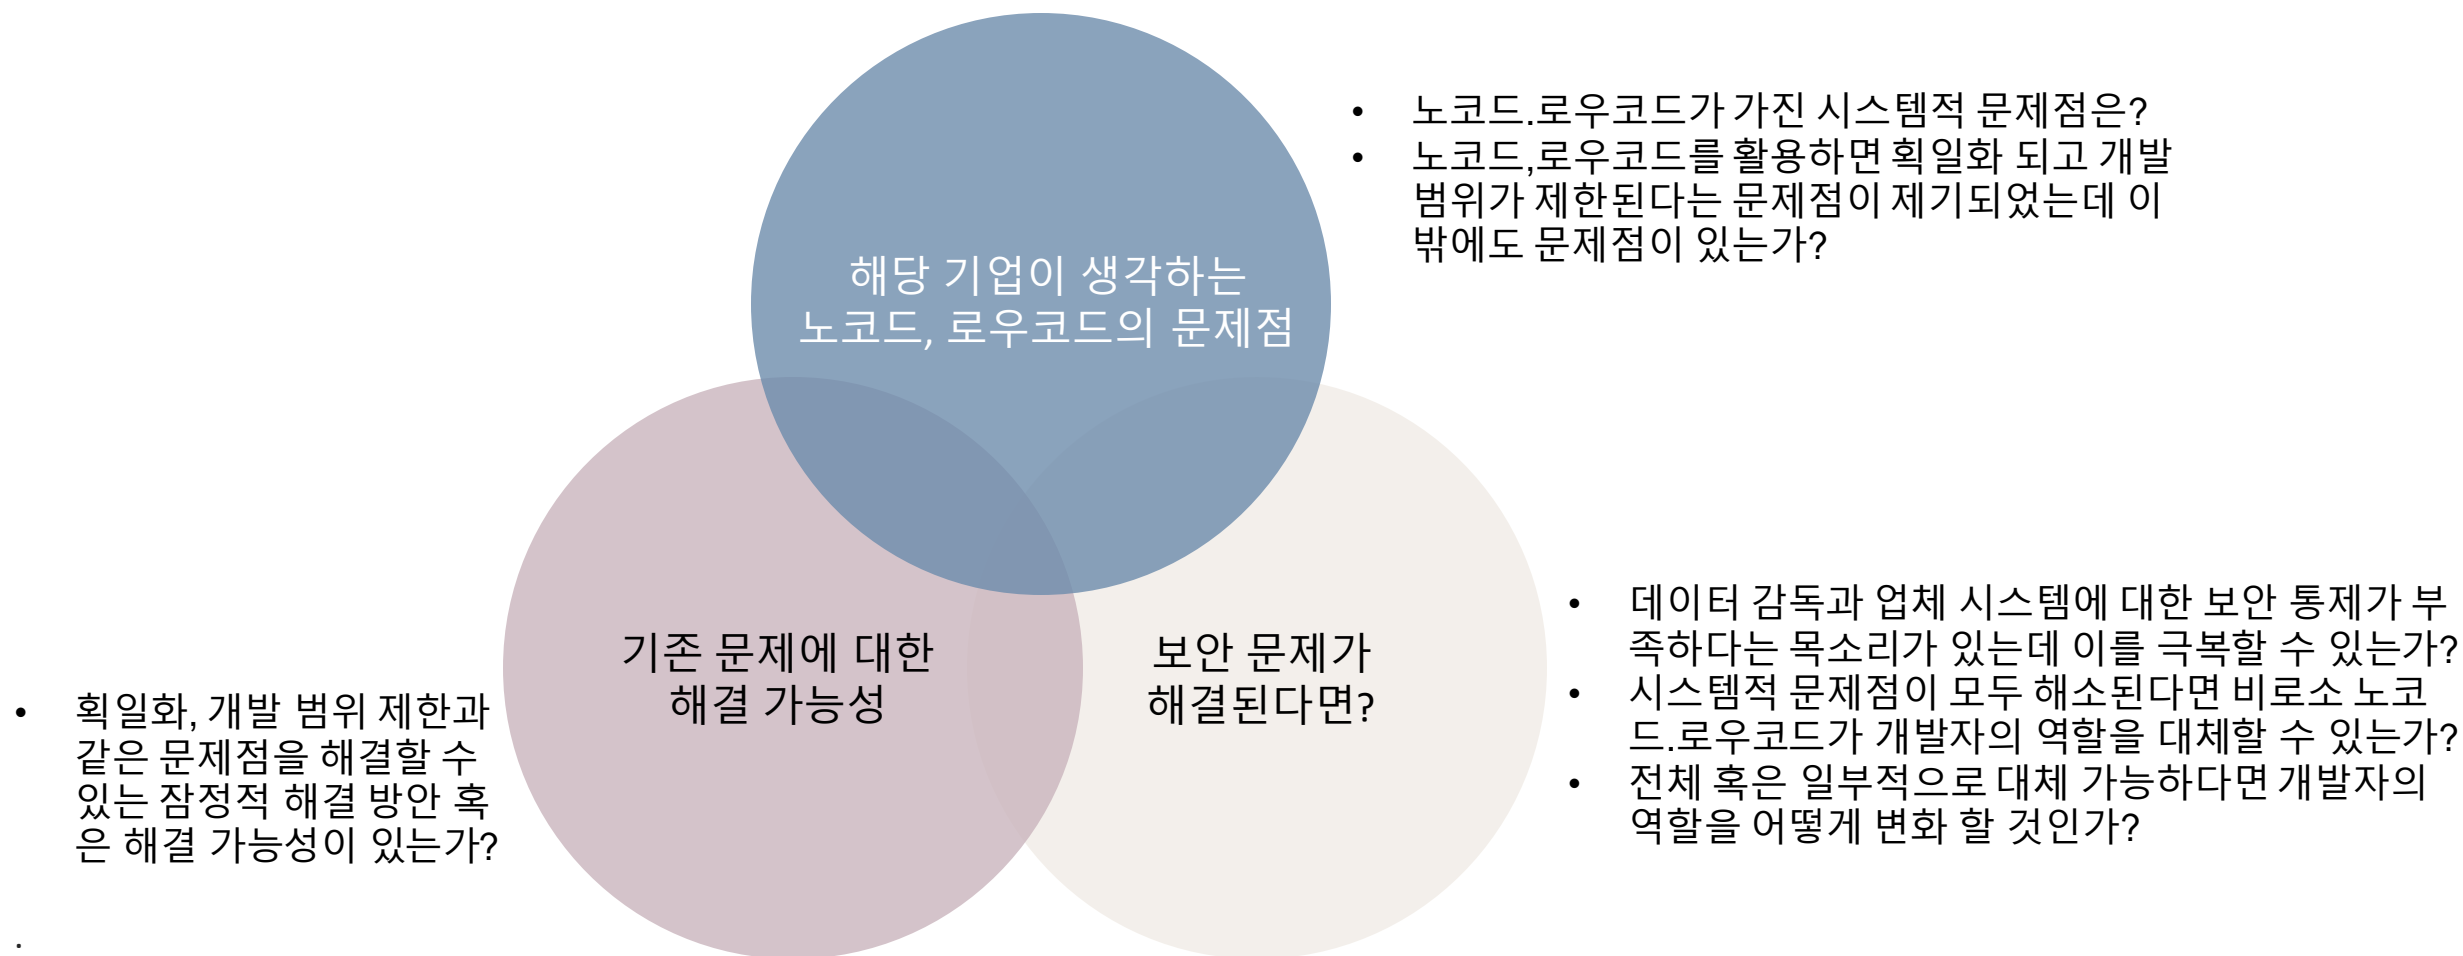 • 노코드.로우코드가 가진 시스템적 문제점은?
• 노코드,로우코드를 활용하면 획일화 되고 개발
범위가 제한된다는 문제점이 제기되었는데 이
밖에도 문제점이 있는가?
해당 기업이 생각하는
노코드, 로우코드의 문제점
기존 문제에 대한
해결 가능성
• 획일화, 개발 범위 제한과
같은 문제점을 해결할 수
있는 잠정적 해결 방안 혹
은 해결 가능성이 있는가?
.
보안 문제가
해결된다면?
• 데이터 감독과 업체 시스템에 대한 보안 통제가 부
족하다는 목소리가 있는데 이를 극복할 수 있는가?
• 시스템적 문제점이 모두 해소된다면 비로소 노코
드.로우코드가 개발자의 역할을 대체할 수 있는가?
• 전체 혹은 일부적으로 대체 가능하다면 개발자의
역할을 어떻게 변화 할 것인가?